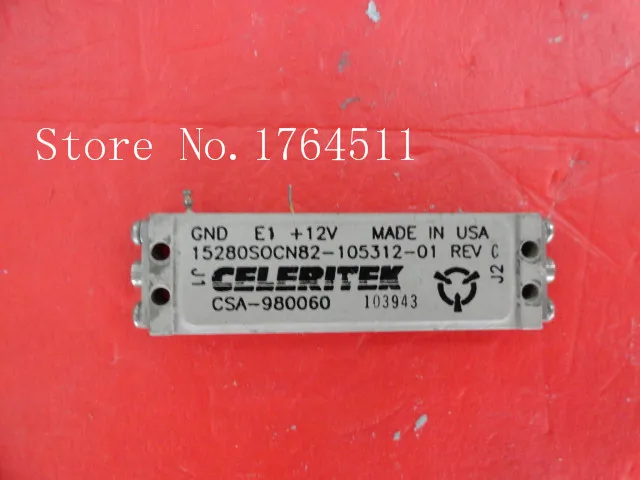 Store No.1764511
GND E1 +12V MADE IN USA
15280SOCN82-105312-01 REV C
J1 CELERITEK J2
CSA-980060 103943